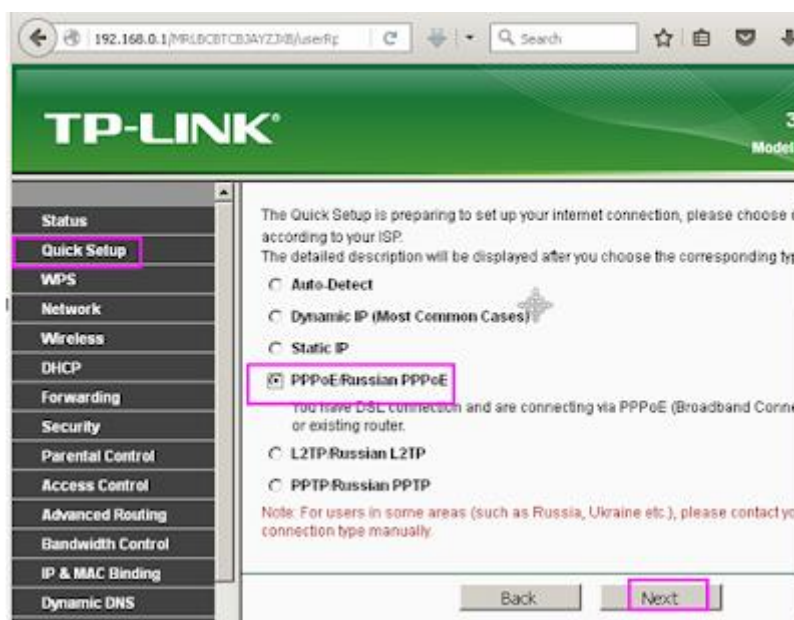 192.168.0.1/MRLBCBTCBJAYZJXB/userRp
Search
TP-LINK®
3
Model
Status
Quick Setup
WPS
Network
Wireless
DHCP
Forwarding
Security
Parental Control
Access Control
Advanced Routing
Bandwidth Control
IP & MAC Binding
Dynamic DNS
The Quick Setup is preparing to set up your internet connection, please choose
according to your ISP.
The detailed description will be displayed after you choose the corresponding ty
Auto-Detect
Dynamic IP (Most Common Cases)
Static IP
PPPoE/Russian PPPoE
You have DSL connection and are connecting via PPPoE (Broadband Conne
or existing router.
L2TP/Russian L2TP
PPTP/Russian PPTP
Note: For users in some areas (such as Russia, Ukraine etc.), please contact yo
connection type manually.
Back Next